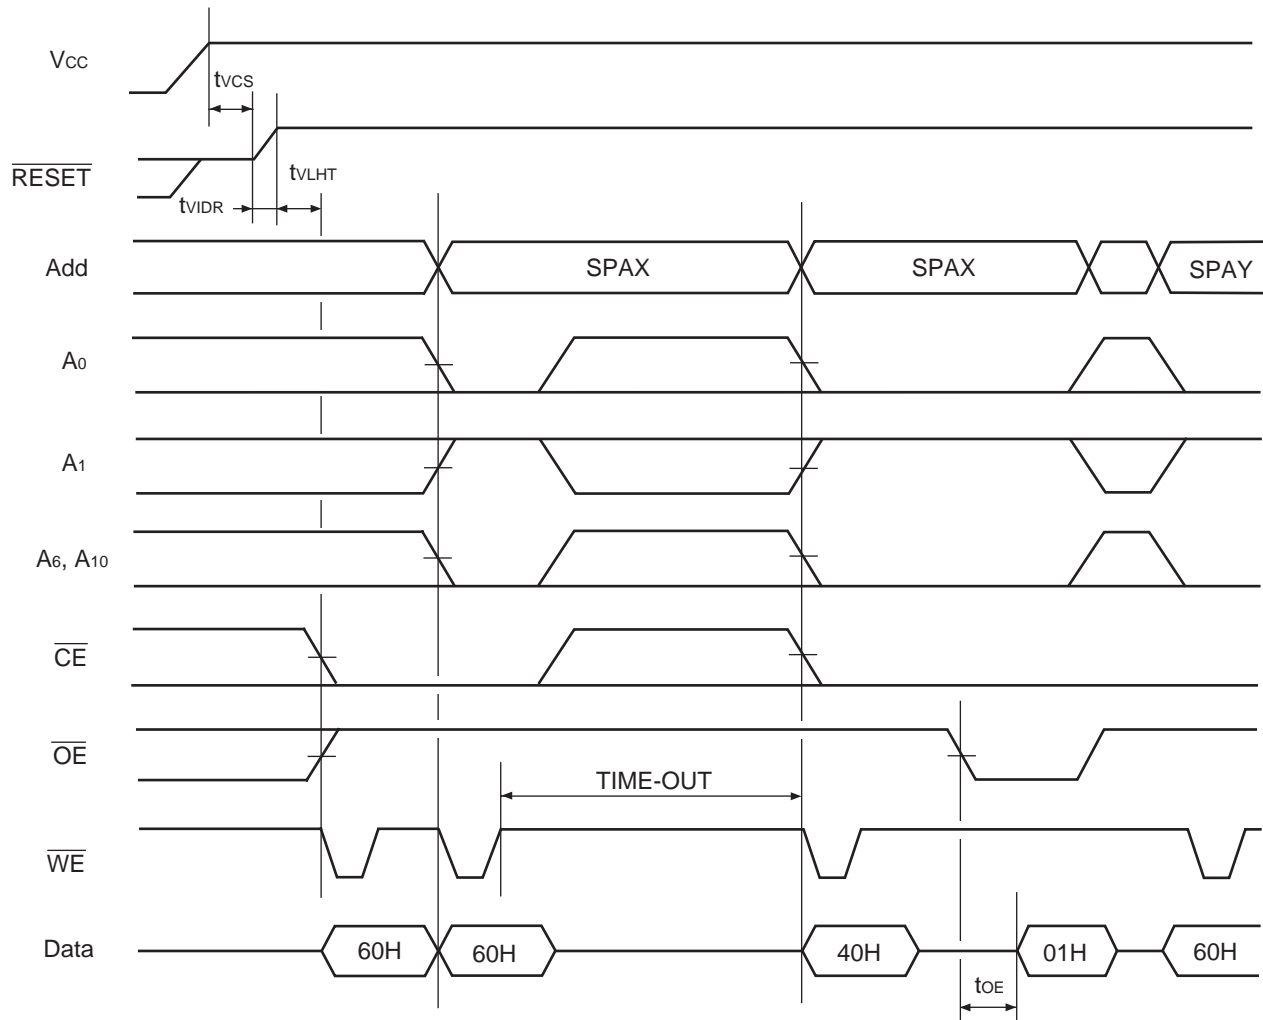 VCC
tVCS
RESET
tVLHT
tVIDR
Add SPAX SPAX SPAY
A0
A1
A6, A10
CE
OE
TIME-OUT
WE
Data 60H 60H 40H 01H 60H
tOE